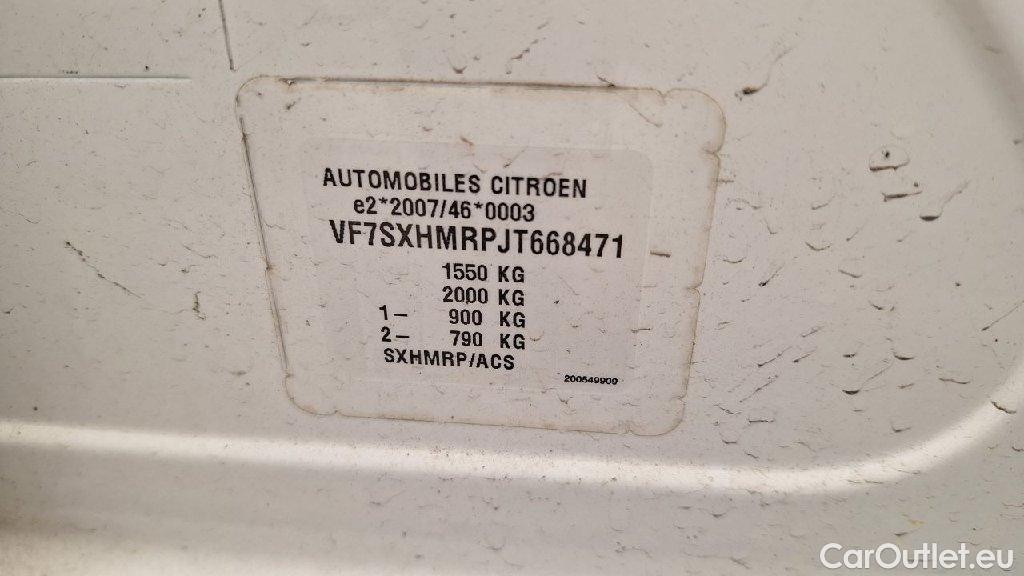 AUTOMOBILES CITROEN
e2*2007/46*0003
VF7SXHMRPJT668471
1550 KG
2000 KG
1– 900 KG
2– 790 KG
SXHMRP/ACS
200549909
CarOutlet.eu